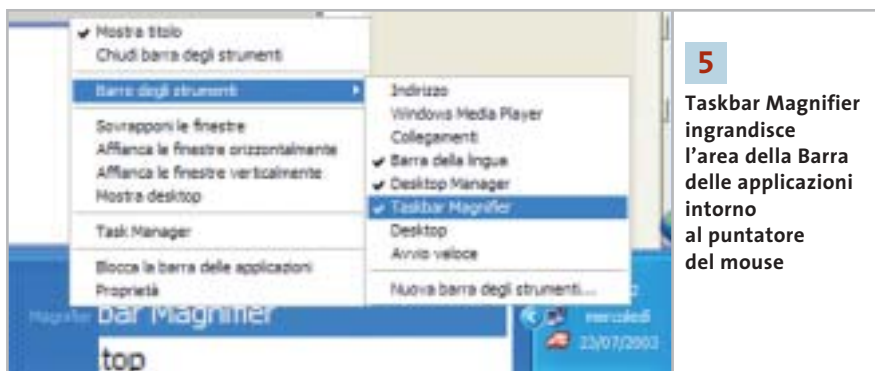 Mostra titolo
Chiudi barra degli strumenti
Barre degli strumenti
Sovrapponi le finestre
Affianca le finestre orizzontalmente
Affianca le finestre verticalmente
Mostra desktop
Task Manager
Blocca la barra delle applicazioni
Proprietà
Indirizzo
Windows Media Player
Collegamenti
Barra della lingua
Desktop Manager
Taskbar Magnifier
Desktop
Avvio veloce
Nuova barra degli strumenti...
Magnifier
bar Magnifier
top
mercoledì
23/07/2003
5
Taskbar Magnifier
ingrandisce
l'area della Barra
delle applicazioni
intorno
al puntatore
del mouse